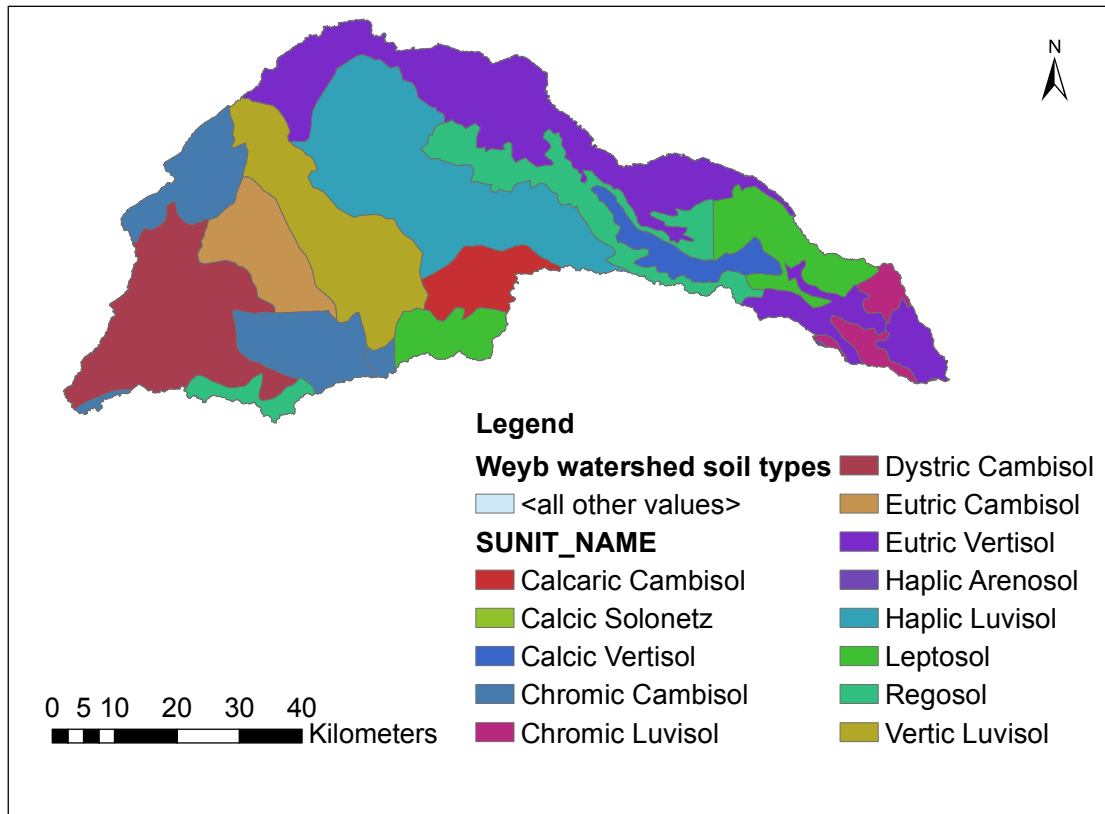 N
Legend
Weyb watershed soil types
<all other values>
SUNIT_NAME
Calcaric Cambisol
Calcic Solonetz
Calcic Vertisol
Chromic Cambisol
Chromic Luvisol
Dystric Cambisol
Eutric Cambisol
Eutric Vertisol
Haplic Arenosol
Haplic Luvisol
Leptosol
Regosol
Vertic Luvisol
0 5 10 20 30 40
Kilometers